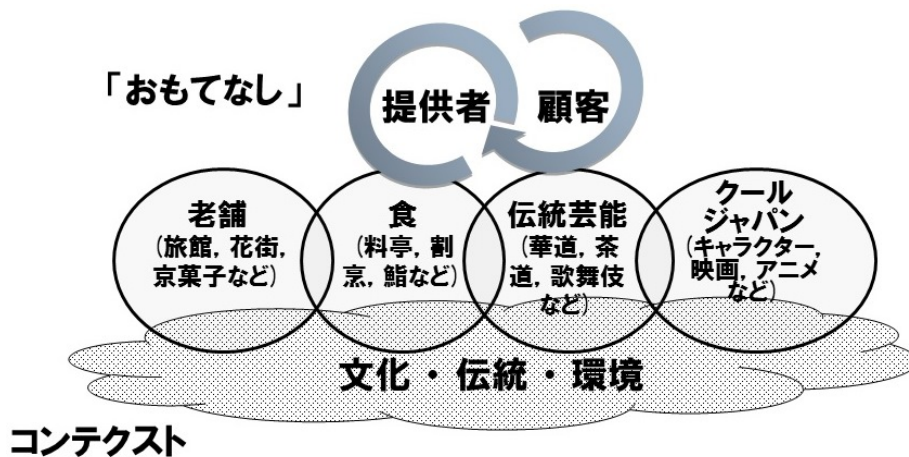 「おもてなし」
提供者
顧客
老舗
(旅館, 花街,
京菓子など)
食
(料亭, 割
烹, 鮨など)
伝統芸能
(華道, 茶
道, 歌舞伎
など)
クール
ジャパン
(キャラクター,
映画, アニメ
など)
文化・伝統・環境
コンテクスト